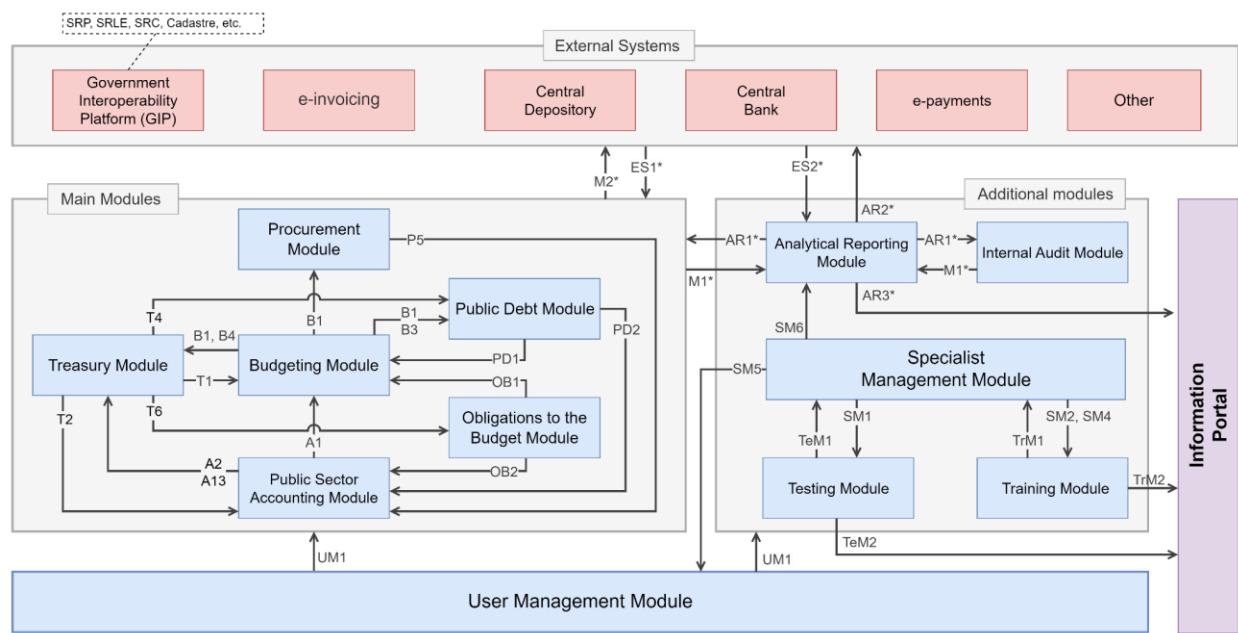 SRP, SRLE, SRC, Cadastre, etc.
External Systems
Government
Interoperability
Platform (GIP)
e-invoicing
Central
Depository
Central
Bank
e-payments
Other
M2*
ES1*
ES2*
AR2*
Main Modules
Additional modules
Procurement
Module
P5
AR1*
M1*
Analytical Reporting
Module
AR1*
M1*
Internal Audit Module
AR3*
T4
B1
B1
B3
Public Debt Module
PD2
SM6
B1, B4
Treasury Module
T1
Budgeting Module
PD1
OB1
SM5
Specialist
Management Module
T2
T6
A1
Obligations to the
Budget Module
TeM1
SM1
TrM1
SM2, SM4
A2
A13
Public Sector
Accounting Module
OB2
Testing Module
Training Module
TrM2
TeM2
UM1
UM1
User Management Module
Information
Portal